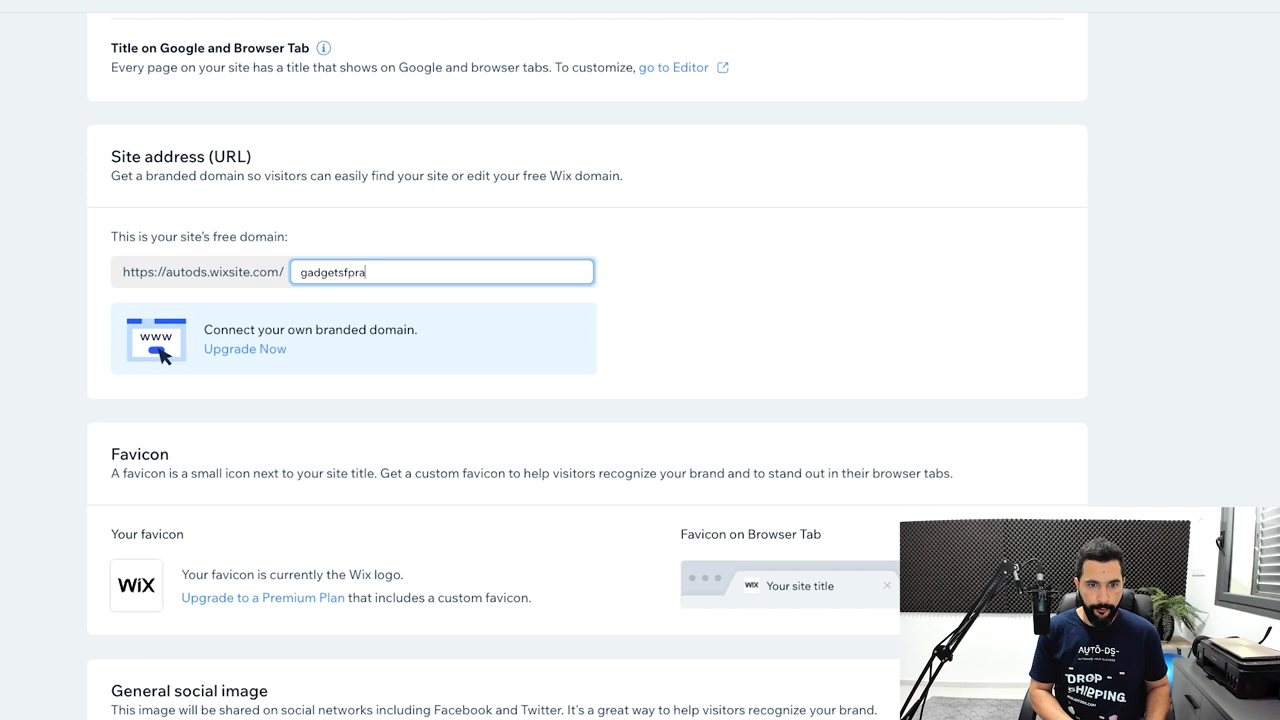 Title on Google and Browser Tab
Every page on your site has a title that shows on Google and browser tabs. To customize, go to Editor
Site address (URL)
Get a branded domain so visitors can easily find your site or edit your free Wix domain.
This is your site's free domain:
https://autods.wixsite.com/ gadgetsfpra
www
Connect your own branded domain.
Upgrade Now
Favicon
A favicon is a small icon next to your site title. Get a custom favicon to help visitors recognize your brand and to stand out in their browser tabs.
Your favicon
Favicon on Browser Tab
WiX
Your favicon is currently the Wix logo.
Upgrade to a Premium Plan that includes a custom favicon.
WiX Your site title
General social image
This image will be shared on social networks including Facebook and Twitter. It's a great way to help visitors recognize your brand.
AUTO-DS-
DROP
SHIPPING